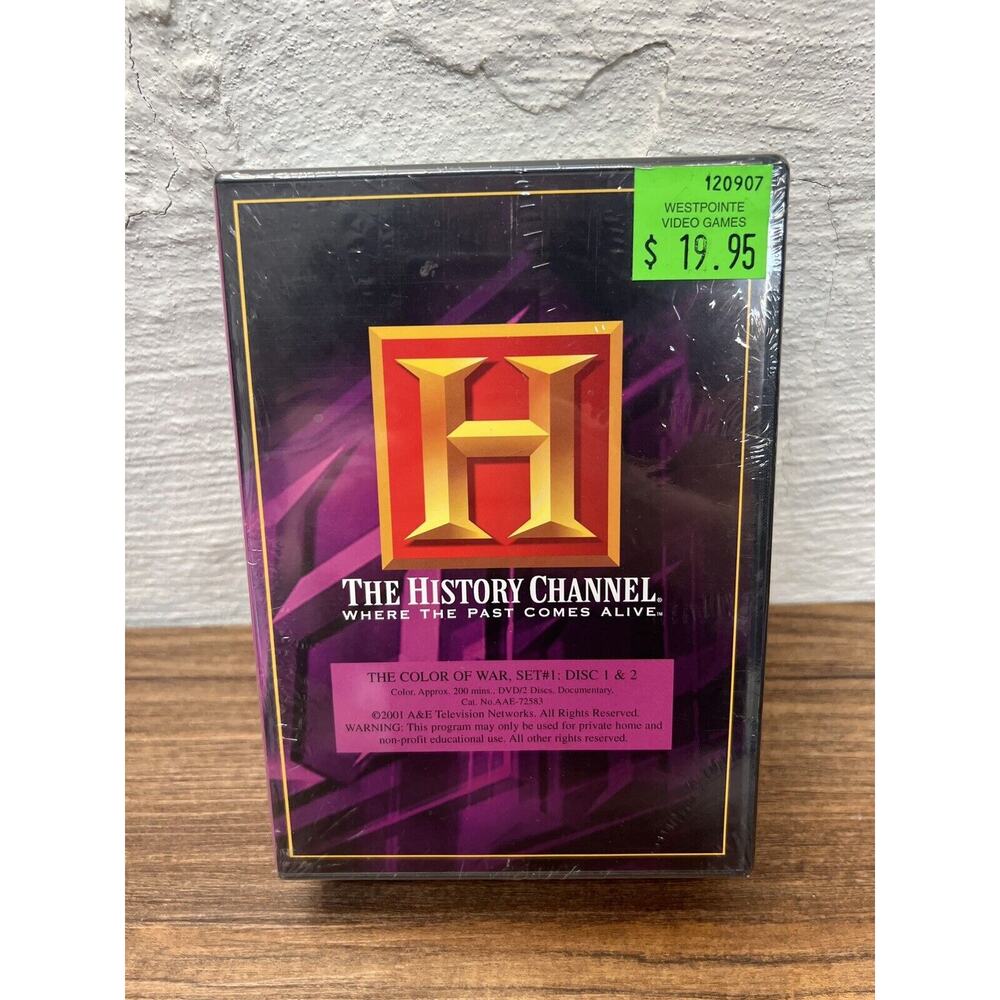 120907
WESTPOINTE
VIDEO GAMES
$ 19.95
H
THE HISTORY CHANNEL®
WHERE THE PAST COMES ALIVE™
THE COLOR OF WAR, SET#1: DISC 1 & 2
Color. Approx. 200 mins., DVD/2 Discs. Documentary.
Cat. No.AAE-72583
©2001 A&E Television Networks. All Rights Reserved.
WARNING: This program may only be used for private home and
non-profit educational use. All other rights reserved.